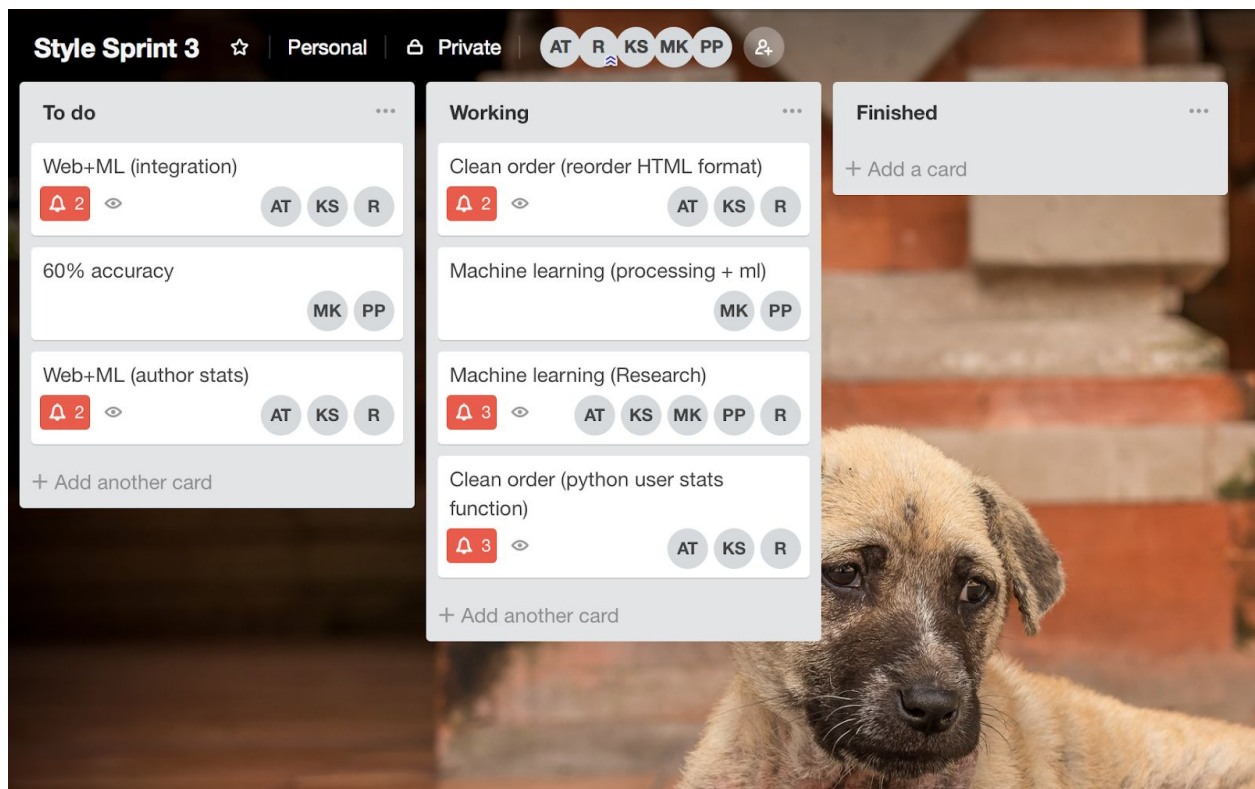 Style Sprint 3 Personal Private AT R KS MK PP
To do
Web+ML (integration)
2 AT KS R
60% accuracy
MK PP
Web+ML (author stats)
2 AT KS R
+ Add another card
Working
Clean order (reorder HTML format)
2 AT KS R
Machine learning (processing + ml)
MK PP
Machine learning (Research)
3 AT KS MK PP R
Clean order (python user stats
function)
3 AT KS R
+ Add another card
Finished
+ Add a card